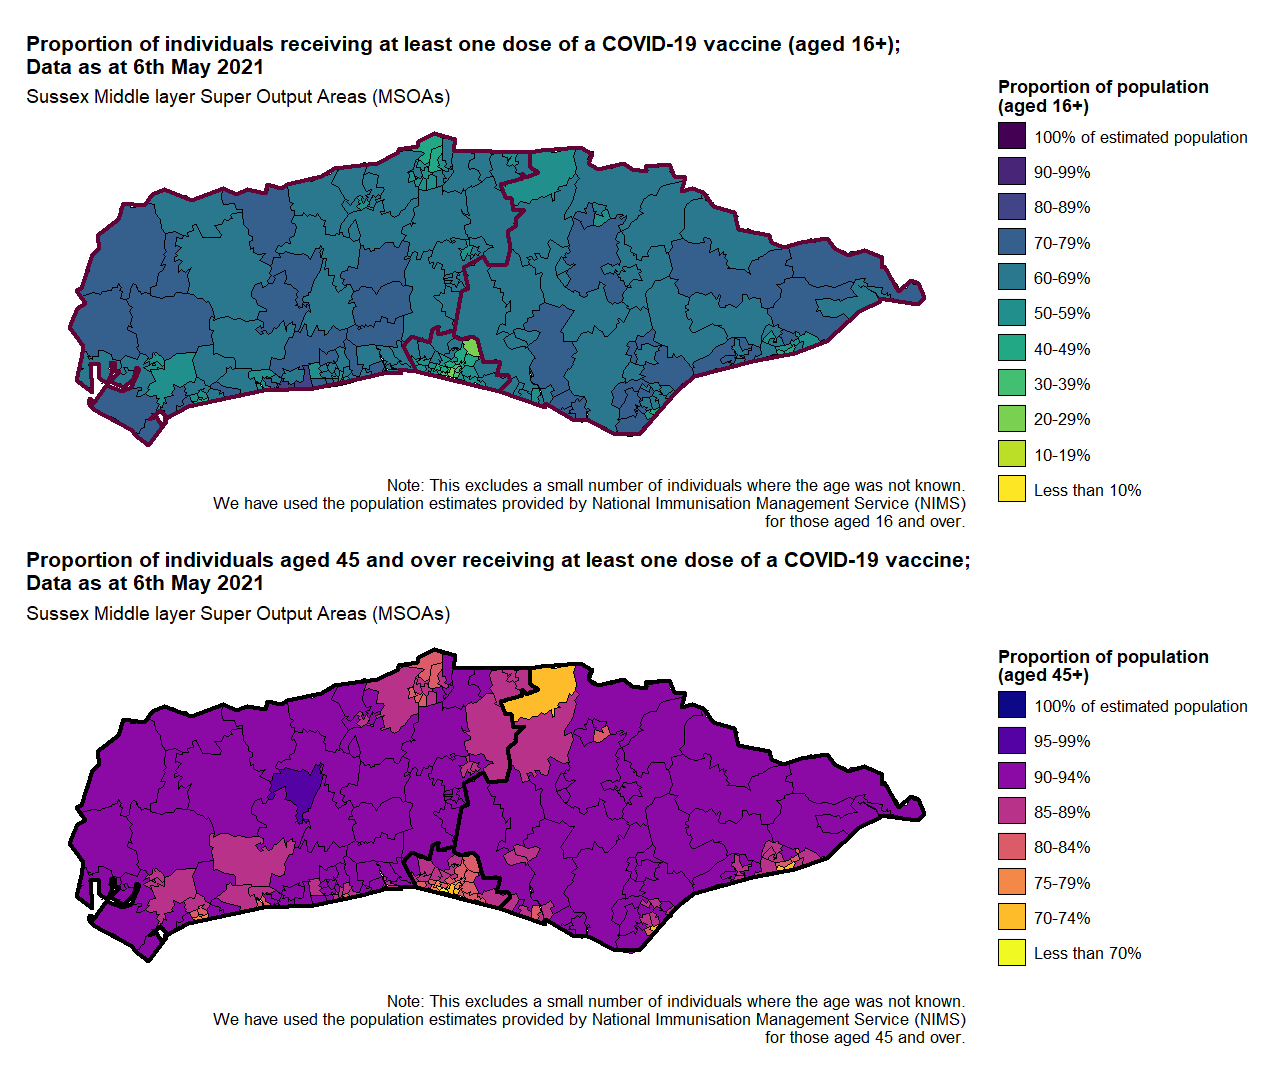 Proportion of individuals receiving at least one dose of a COVID-19 vaccine (aged 16+);
Data as at 6th May 2021
Sussex Middle layer Super Output Areas (MSOAs)
Proportion of population
(aged 16+)
100% of estimated population
90-99%
80-89%
70-79%
60-69%
50-59%
40-49%
30-39%
20-29%
10-19%
Less than 10%
Note: This excludes a small number of individuals where the age was not known.
We have used the population estimates provided by National Immunisation Management Service (NIMS)
for those aged 16 and over.
Proportion of individuals aged 45 and over receiving at least one dose of a COVID-19 vaccine;
Data as at 6th May 2021
Sussex Middle layer Super Output Areas (MSOAs)
Proportion of population
(aged 45+)
100% of estimated population
95-99%
90-94%
85-89%
80-84%
75-79%
70-74%
Less than 70%
Note: This excludes a small number of individuals where the age was not known.
We have used the population estimates provided by National Immunisation Management Service (NIMS)
for those aged 45 and over.